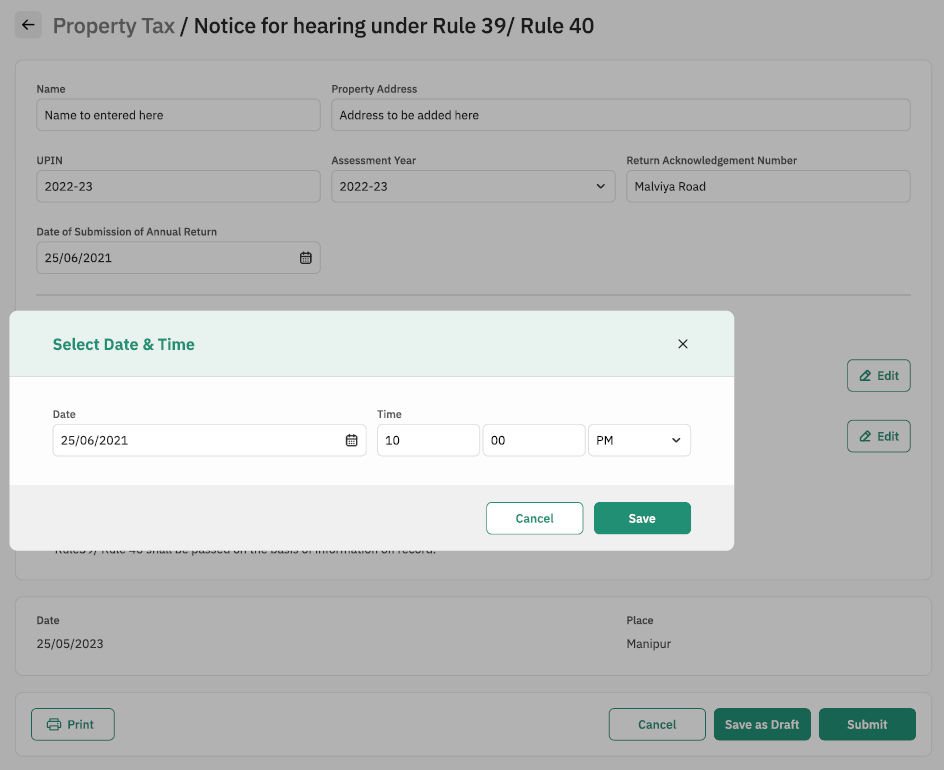 Property Tax / Notice for hearing under Rule 39/ Rule 40
Name
Property Address
Name to entered here
Address to be added here
UPIN
Assessment Year
Return Acknowledgement Number
2022-23
2022-23
Malviya Road
Date of Submission of Annual Return
25/06/2021
Select Date & Time
Edit
Date
Time
25/06/2021
10
00
PM
Edit
Cancel
Save
Rule39/ Rule 40 shall be passed on the basis of information on record.
Date
Place
25/05/2023
Manipur
Print
Cancel
Save as Draft
Submit